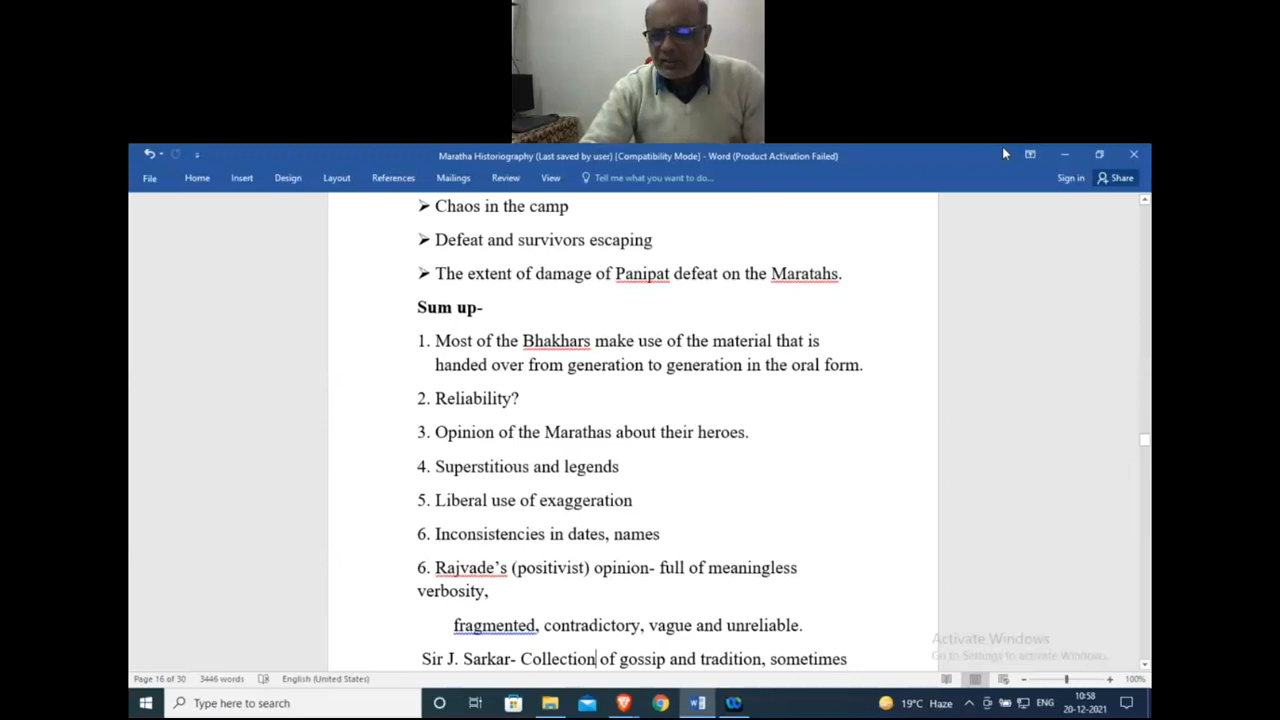 Maratha Historiography (Last saved by user) [Compatibility Mode] - Word (Product Activation Failed)
File Home Insert Design Layout References Mailings Review View Tell me what you want to do... Sign in Share
➤ Chaos in the camp
➤ Defeat and survivors escaping
➤ The extent of damage of Panipat defeat on the Maratahs.
Sum up-
1. Most of the Bhakhars make use of the material that is
handed over from generation to generation in the oral form.
2. Reliability?
3. Opinion of the Marathas about their heroes.
4. Superstitious and legends
5. Liberal use of exaggeration
6. Inconsistencies in dates, names
6. Rajvade's (positivist) opinion- full of meaningless
verbosity,
fragmented, contradictory, vague and unreliable.
Sir J. Sarkar- Collection of gossip and tradition, sometimes
Activate Windows
Go to Settings to activate Windows.
Page 16 of 30 3446 words English (United States) 100%
Type here to search 19°C Haze ENG 10:58
20-12-2021